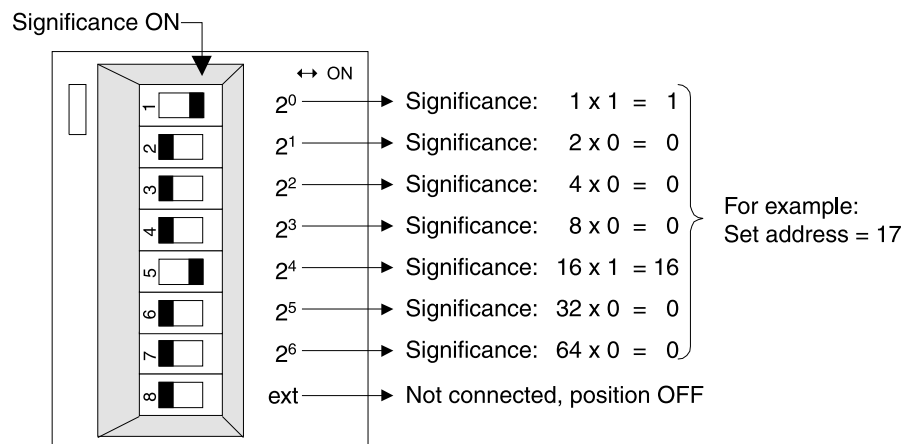 Significance ON
↔ ON
1 2⁰ Significance: 1 x 1 = 1
2 2¹ Significance: 2 x 0 = 0
3 2² Significance: 4 x 0 = 0
4 2³ Significance: 8 x 0 = 0
5 2⁴ Significance: 16 x 1 = 16
6 2⁵ Significance: 32 x 0 = 0
7 2⁶ Significance: 64 x 0 = 0
8 ext Not connected, position OFF
For example:
Set address = 17